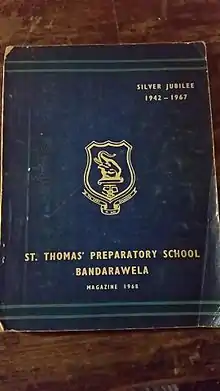 SILVER JUBILEE
1942 – 1967
ST. THOMAS' PREPARATORY SCHOOL
BANDARAWELA
MAGAZINE 1968